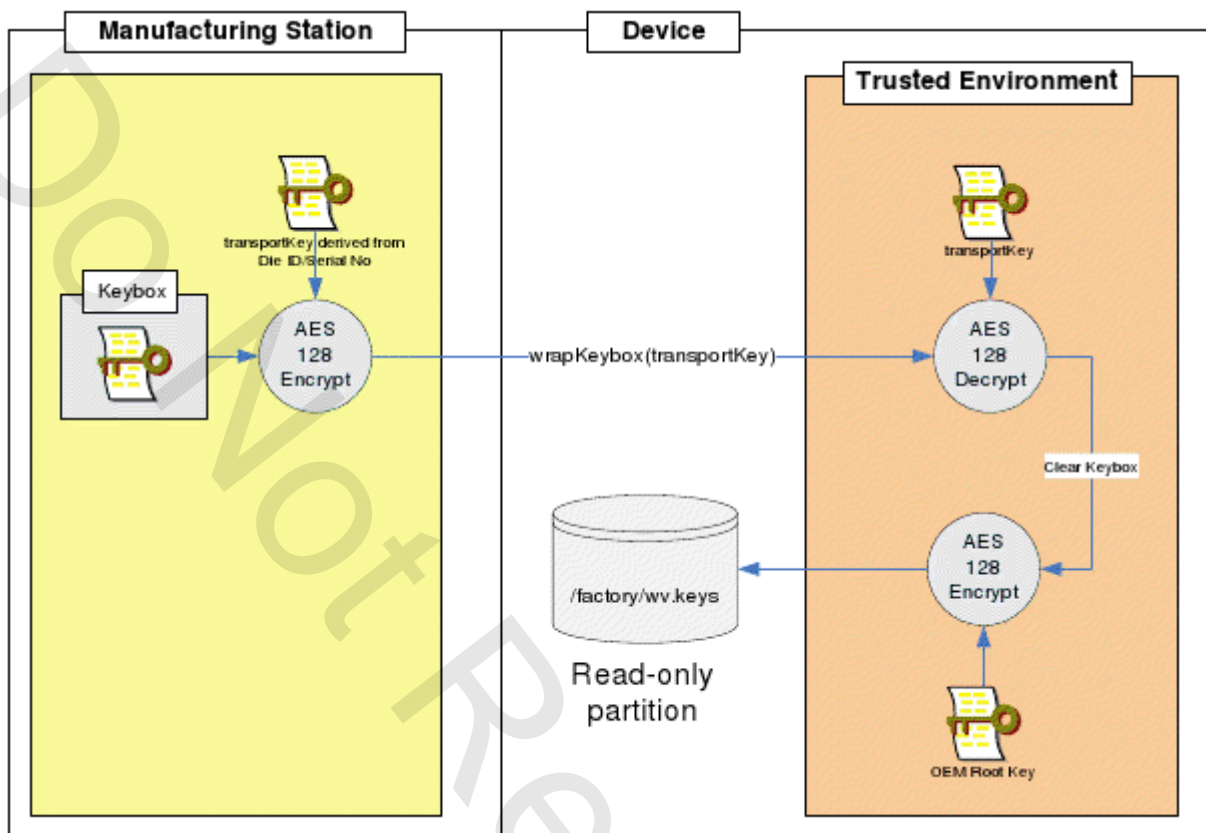 Manufacturing Station
Device
Trusted Environment
transportKey derived from
Die ID/Serial No
transportKey
Keybox
AES
128
Encrypt
wrapKeybox(transportKey)
AES
128
Decrypt
Clear Keybox
AES
128
Encrypt
/factory/wv.keys
Read-only
partition
OEM Root Key
Do Not Re